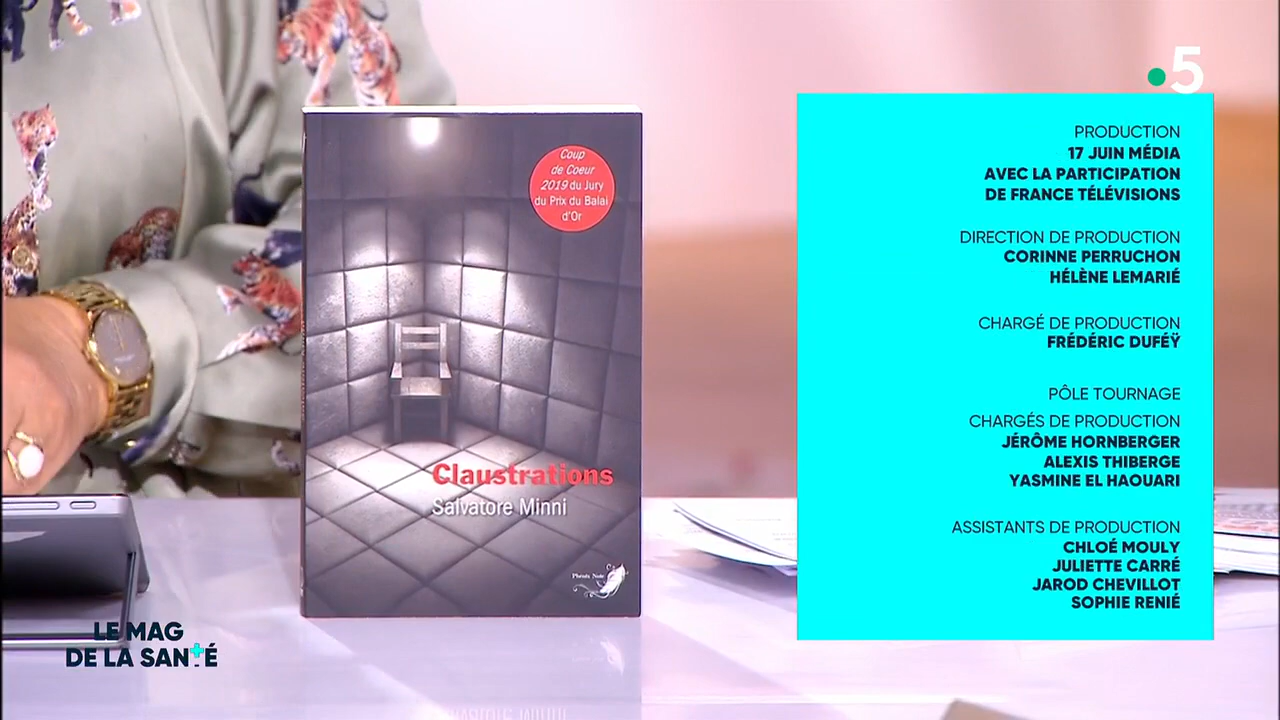 5
Coup
de Coeur
2019 du Jury
du Prix du Balai
d'Or
Claustrations
Salvatore Minni
Phénix Noir
PRODUCTION
17 JUIN MÉDIA
AVEC LA PARTICIPATION
DE FRANCE TÉLÉVISIONS
DIRECTION DE PRODUCTION
CORINNE PERRUCHON
HÉLÈNE LEMARIÉ
CHARGÉ DE PRODUCTION
FRÉDÉRIC DUFÉŸ
PÔLE TOURNAGE
CHARGÉS DE PRODUCTION
JÉRÔME HORNBERGER
ALEXIS THIBERGE
YASMINE EL HAOUARI
ASSISTANTS DE PRODUCTION
CHLOÉ MOULY
JULIETTE CARRÉ
JAROD CHEVILLOT
SOPHIE RENIÉ
LE MAG
DE LA SANTÉ